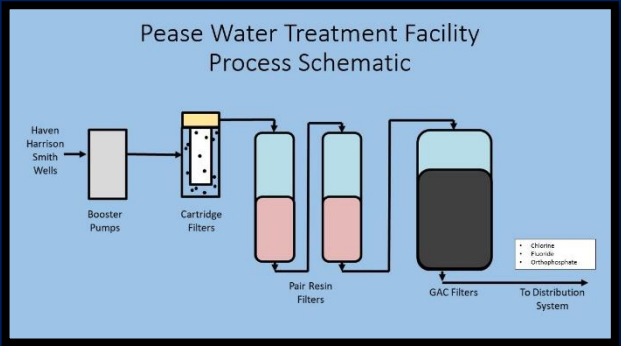 Pease Water Treatment Facility
Process Schematic
Haven
Harrison
Smith
Wells
Booster
Pumps
Cartridge
Filters
Pair Resin
Filters
GAC Filters
• Chlorine
• Fluoride
• Orthophosphate
To Distribution
System